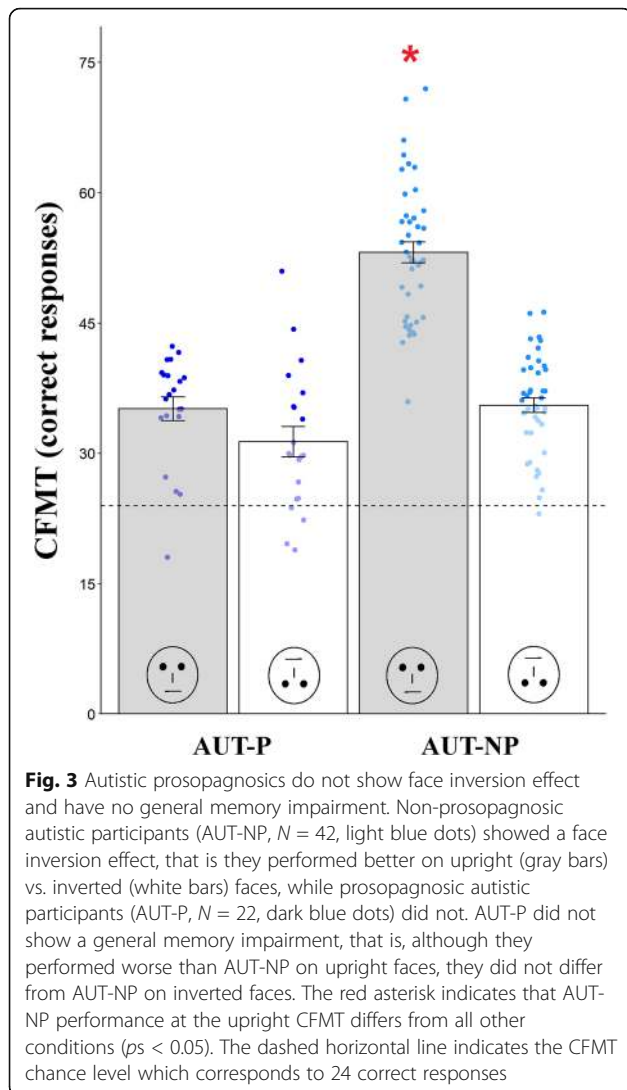 75
*
60
45
30
15
0
CFMT (correct responses)
AUT-P
AUT-NP
Fig. 3 Autistic prosopagnosics do not show face inversion effect
and have no general memory impairment. Non-prosopagnosic
autistic participants (AUT-NP, N = 42, light blue dots) showed a face
inversion effect, that is they performed better on upright (gray bars)
vs. inverted (white bars) faces, while prosopagnosic autistic
participants (AUT-P, N = 22, dark blue dots) did not. AUT-P did not
show a general memory impairment, that is, although they
performed worse than AUT-NP on upright faces, they did not differ
from AUT-NP on inverted faces. The red asterisk indicates that AUT-
NP performance at the upright CFMT differs from all other
conditions (ps < 0.05). The dashed horizontal line indicates the CFMT
chance level which corresponds to 24 correct responses